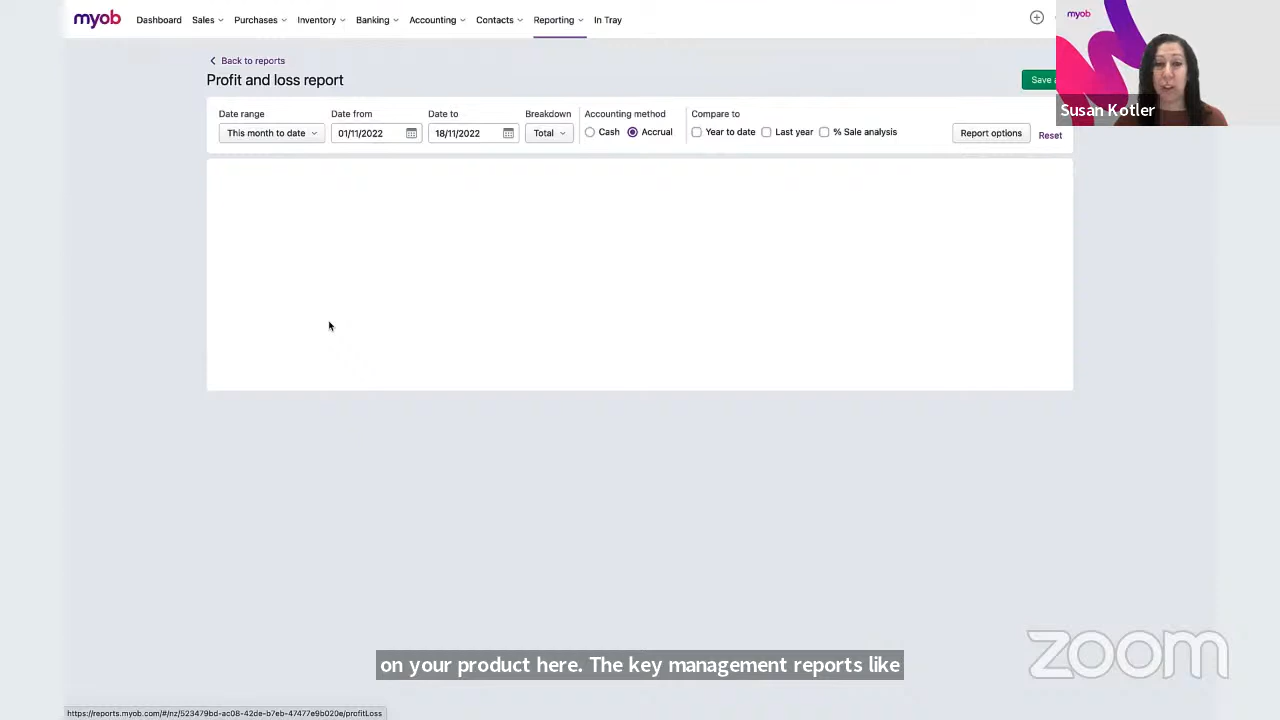 myob Dashboard Sales Purchases Inventory Banking Accounting Contacts Reporting In Tray
myob
Back to reports
Profit and loss report
Save
Susan Kotler
Date range Date from Date to Breakdown Accounting method Compare to
This month to date 01/11/2022 18/11/2022 Total Cash Accrual Year to date Last year % Sale analysis Report options Reset
on your product here. The key management reports like
zoom
https://reports.myob.com/#/nz/523479bd-ac08-42de-b7eb-47477e9b020e/profitLoss